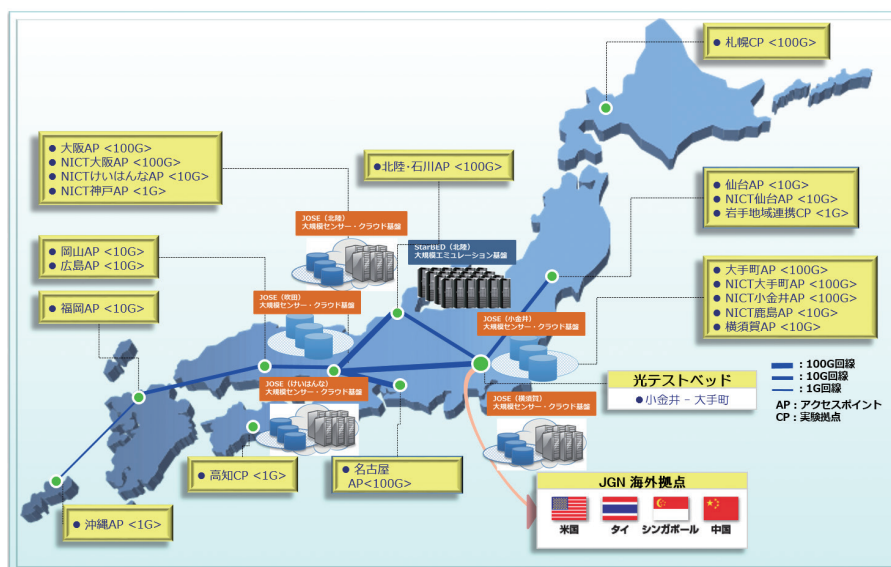 ● 札幌CP <100G>
● 大阪AP <100G>
● NICT大阪AP <100G>
● NICTけいはんなAP <10G>
● NICT神戸AP <1G>
●北陸・石川AP <100G>
● 仙台AP <10G>
● NICT仙台AP <10G>
● 岩手地域連携CP <1G>
JOSE（北陸）
大規模センサー・クラウド基盤
StarBED（北陸）
大規模エミュレーション基盤
● 岡山AP <10G>
● 広島AP <10G>
● 大手町AP <100G>
● NICT大手町AP <100G>
● NICT小金井AP <100G>
● NICT鹿島AP <10G>
● 横須賀AP <10G>
● 福岡AP <10G>
JOSE（吹田）
大規模センサー・クラウド基盤
JOSE（小金井）
大規模センサー・クラウド基盤
：100G回線
：10G回線
：1G回線
AP：アクセスポイント
CP：実験拠点
光テストベッド
●小金井 – 大手町
JOSE（けいはんな）
大規模センサー・クラウド基盤
JOSE（横須賀）
大規模センサー・クラウド基盤
● 高知CP <1G>
● 名古屋
AP<100G>
JGN 海外拠点
米国 タイ シンガポール 中国
● 沖縄AP <1G>